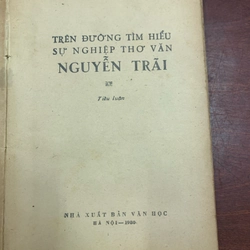 TRÊN ĐƯỜNG TÌM HIỂU
SỰ NGHIỆP THƠ VĂN
NGUYỄN TRÃI
Tiểu luận
NHÀ XUẤT BẢN VĂN HỌC
HÀ NỘI — 1980